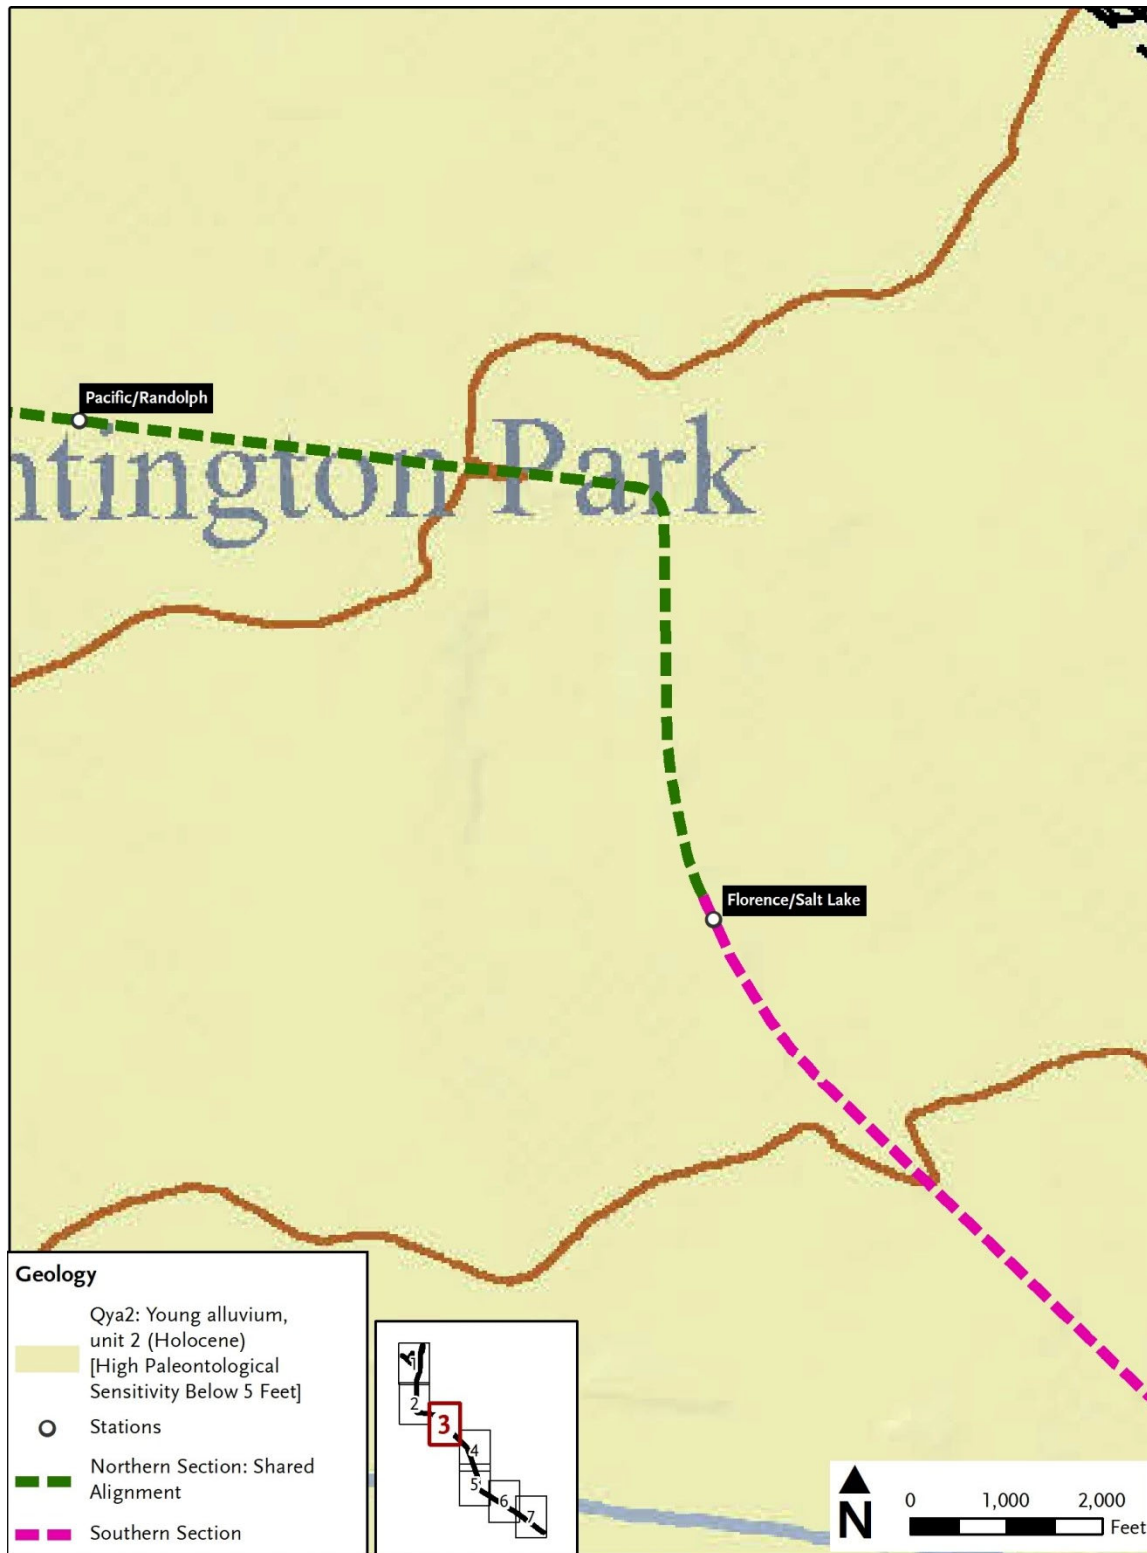 Pacific/Randolph
ntington Park
Florence/Salt Lake
Geology
Qya2: Young alluvium,
unit 2 (Holocene)
[High Paleontological
Sensitivity Below 5 Feet]
Stations
Northern Section: Shared
Alignment
Southern Section
1
2
3
4
5
6
7
N
0 1,000 2,000
Feet